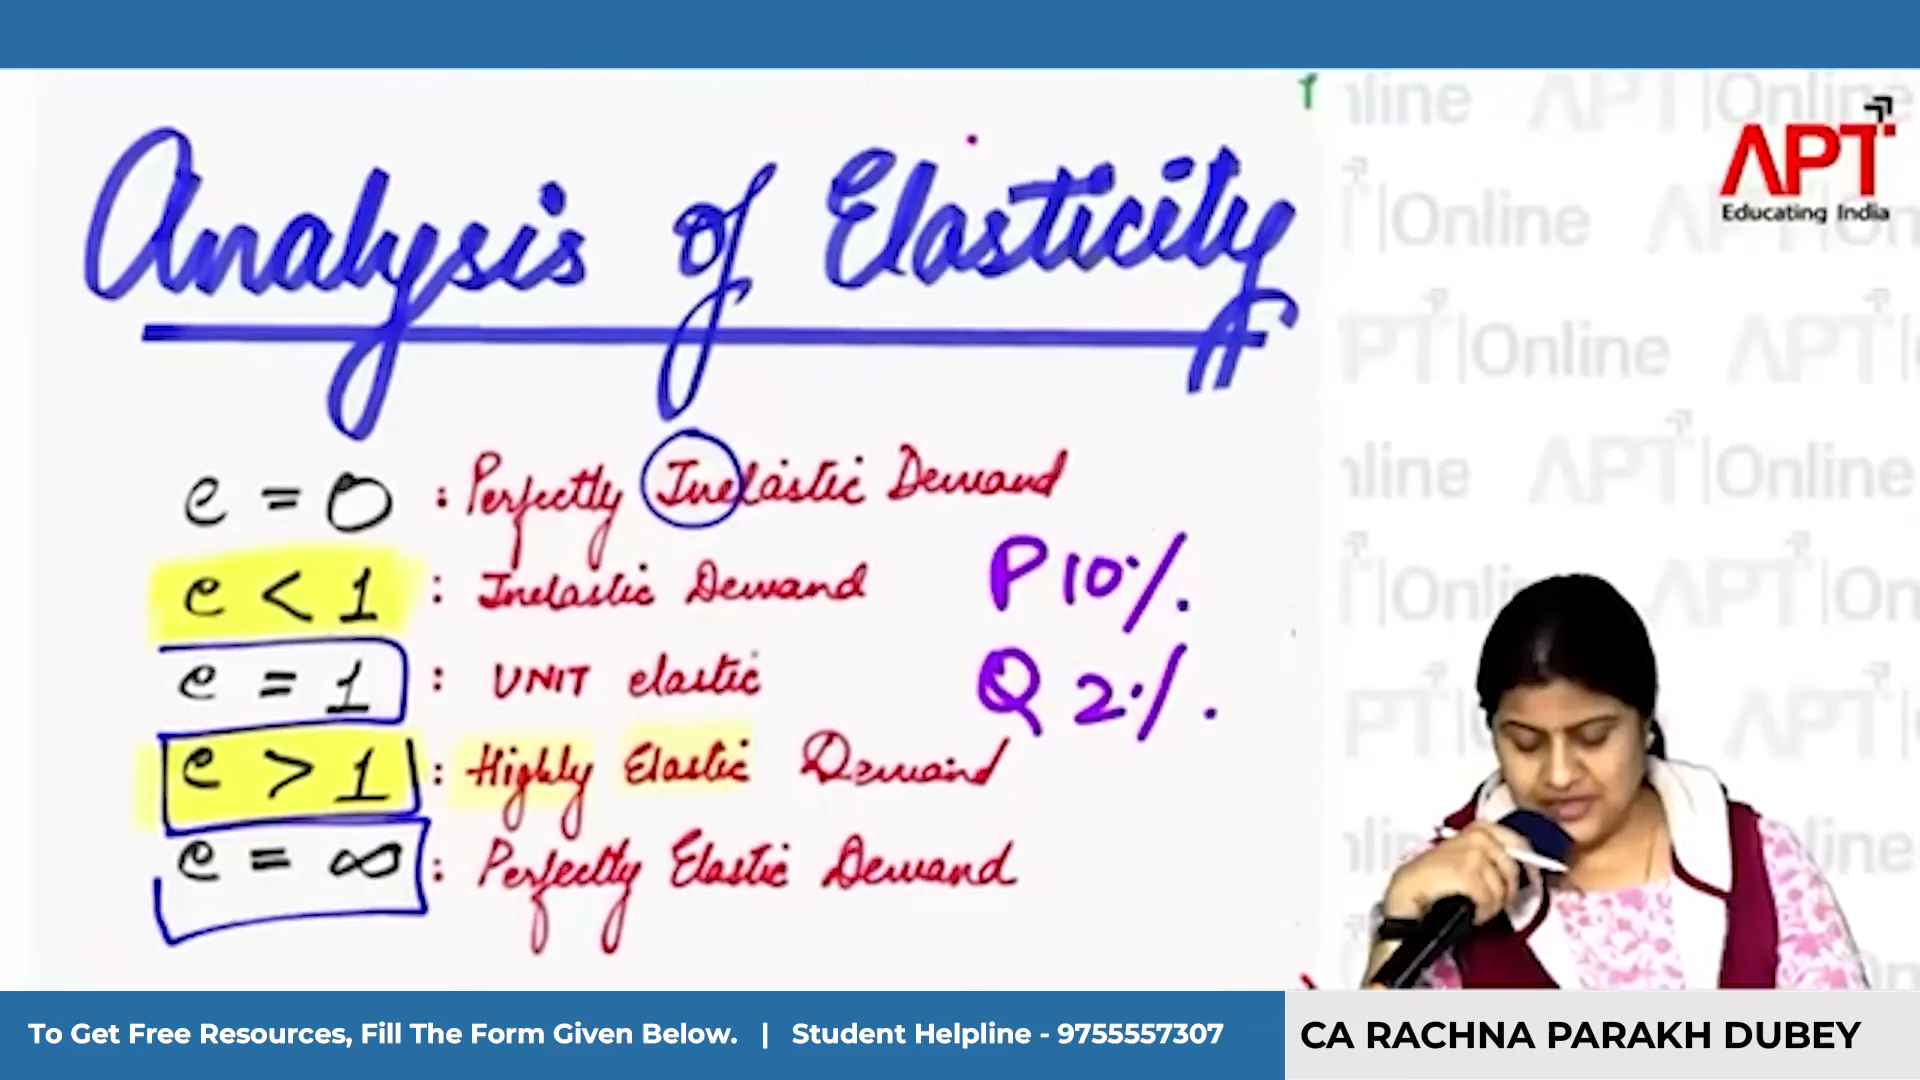 Analysis of Elasticity
e = 0 : Perfectly Inelastic Demand
e < 1 : Inelastic Demand
P 10%.
e = 1 : UNIT elastic
Q 2%.
e > 1 : Highly Elastic Demand
e = ∞ : Perfectly Elastic Demand
APT
Educating India
APT|Online
To Get Free Resources, Fill The Form Given Below. | Student Helpline - 9755557307
CA RACHNA PARAKH DUBEY